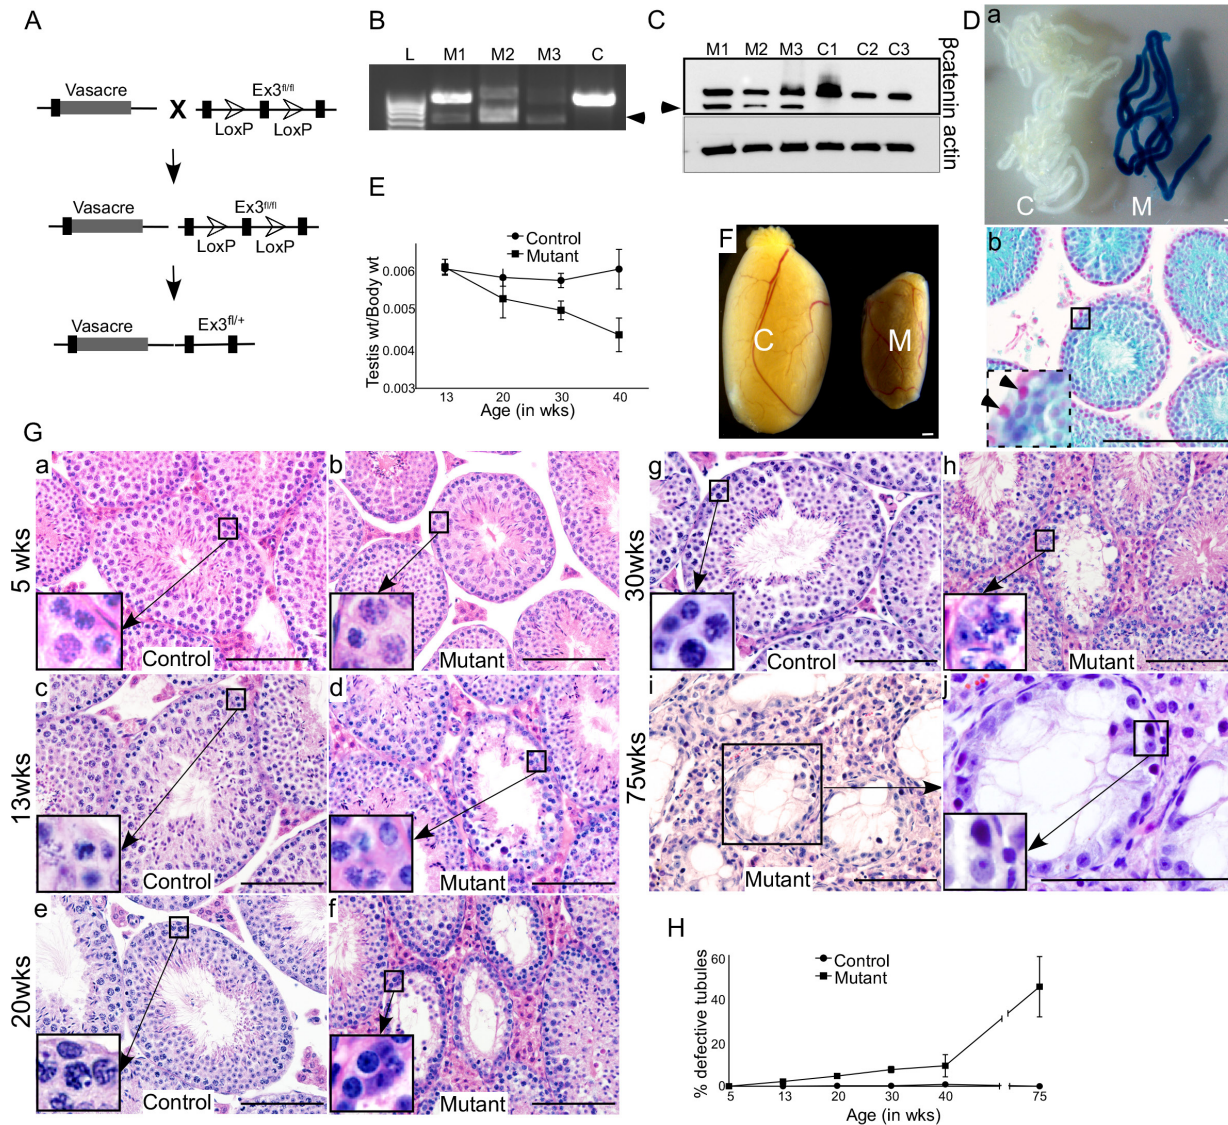 A
Vasacre
X
Ex3fl/fl
LoxP
LoxP
Vasacre
Ex3fl/fl
LoxP
LoxP
Vasacre
Ex3fl/+
B
L M1 M2 M3 C
C
M1 M2 M3 C1 C2 C3
βcatenin
actin
D
a
C
M
b
E
Control
Mutant
0.006
0.005
0.004
0.003
Testis wt/Body wt
13 20 30 40
Age (in wks)
F
C
M
G
5 wks
a
Control
b
Mutant
13wks
c
Control
d
Mutant
20wks
e
Control
f
Mutant
30wks
g
Control
h
Mutant
75wks
i
Mutant
j
H
Control
Mutant
60
40
20
0
% defective tubules
5 13 20 30 40 75
Age (in wks)